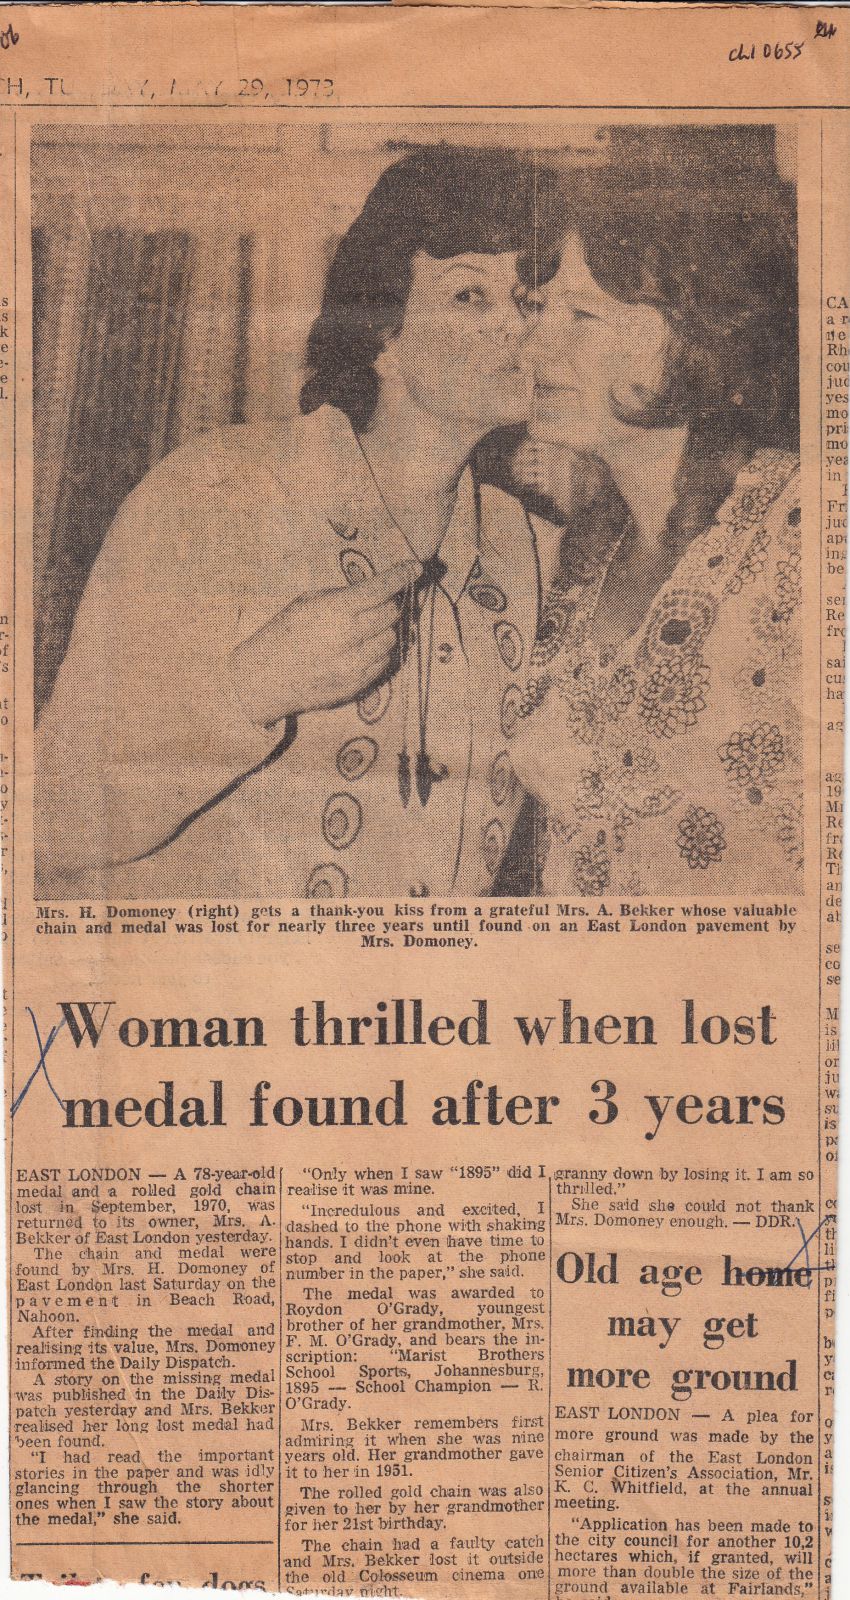 ch1 0655
29, 1973
Mrs. H. Domoney (right) gets a thank-you kiss from a grateful Mrs. A. Bekker whose valuable
chain and medal was lost for nearly three years until found on an East London pavement by
Mrs. Domoney.
Woman thrilled when lost
medal found after 3 years
EAST LONDON — A 78-year-old
medal and a rolled gold chain
lost in September, 1970, was
returned to its owner, Mrs. A.
Bekker of East London yesterday.
The chain and medal were
found by Mrs. H. Domoney of
East London last Saturday on the
pavement in Beach Road,
Nahoon.
After finding the medal and
realising its value, Mrs. Domoney
informed the Daily Dispatch.
A story on the missing medal
was published in the Daily Dis-
patch yesterday and Mrs. Bekker
realised her long lost medal had
been found.
"I had read the important
stories in the paper and was idly
glancing through the shorter
ones when I saw the story about
the medal," she said.
"Only when I saw "1895" did I
realise it was mine.
"Incredulous and excited, I
dashed to the phone with shaking
hands. I didn't even have time to
stop and look at the phone
number in the paper," she said.
The medal was awarded to
Roydon O'Grady, youngest
brother of her grandmother, Mrs.
F. M. O'Grady, and bears the in-
scription: "Marist Brothers
School Sports, Johannesburg,
1895 — School Champion — R.
O'Grady.
Mrs. Bekker remembers first
admiring it when she was nine
years old. Her grandmother gave
it to her in 1951.
The rolled gold chain was also
given to her by her grandmother
for her 21st birthday.
The chain had a faulty catch
and Mrs. Bekker lost it outside
the old Colosseum cinema one
Saturday night.
granny down by losing it. I am so
thrilled."
She said she could not thank
Mrs. Domoney enough. — DDR.
Old age home
may get
more ground
EAST LONDON — A plea for
more ground was made by the
chairman of the East London
Senior Citizen's Association, Mr.
K. C. Whitfield, at the annual
meeting.
"Application has been made to
the city council for another 10,2
hectares which, if granted, will
more than double the size of the
ground available at Fairlands,"